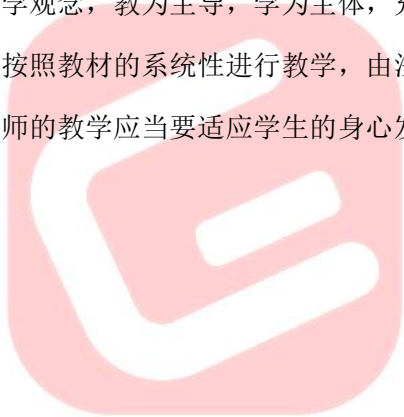 学观念，教为主导，学为主体，
按照教材的系统性进行教学，由
师的教学应当要适应学生的身心